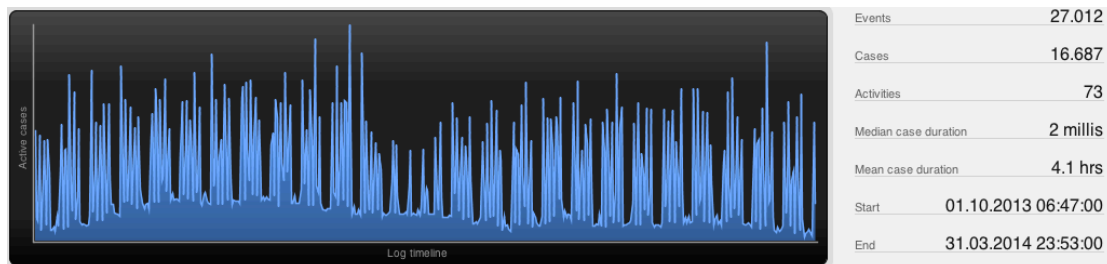 Active cases
Log timeline
Events 27.012
Cases 16.687
Activities 73
Median case duration 2 millis
Mean case duration 4.1 hrs
Start 01.10.2013 06:47:00
End 31.03.2014 23:53:00